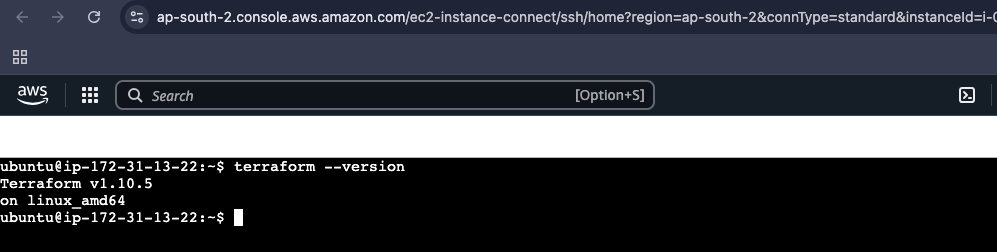 ap-south-2.console.aws.amazon.com/ec2-instance-connect/ssh/home?region=ap-south-2&connType=standard&instanceId=i-0
aws
Search
[Option+S]
ubuntu@ip-172-31-13-22:~$ terraform --version
Terraform v1.10.5
on linux_amd64
ubuntu@ip-172-31-13-22:~$